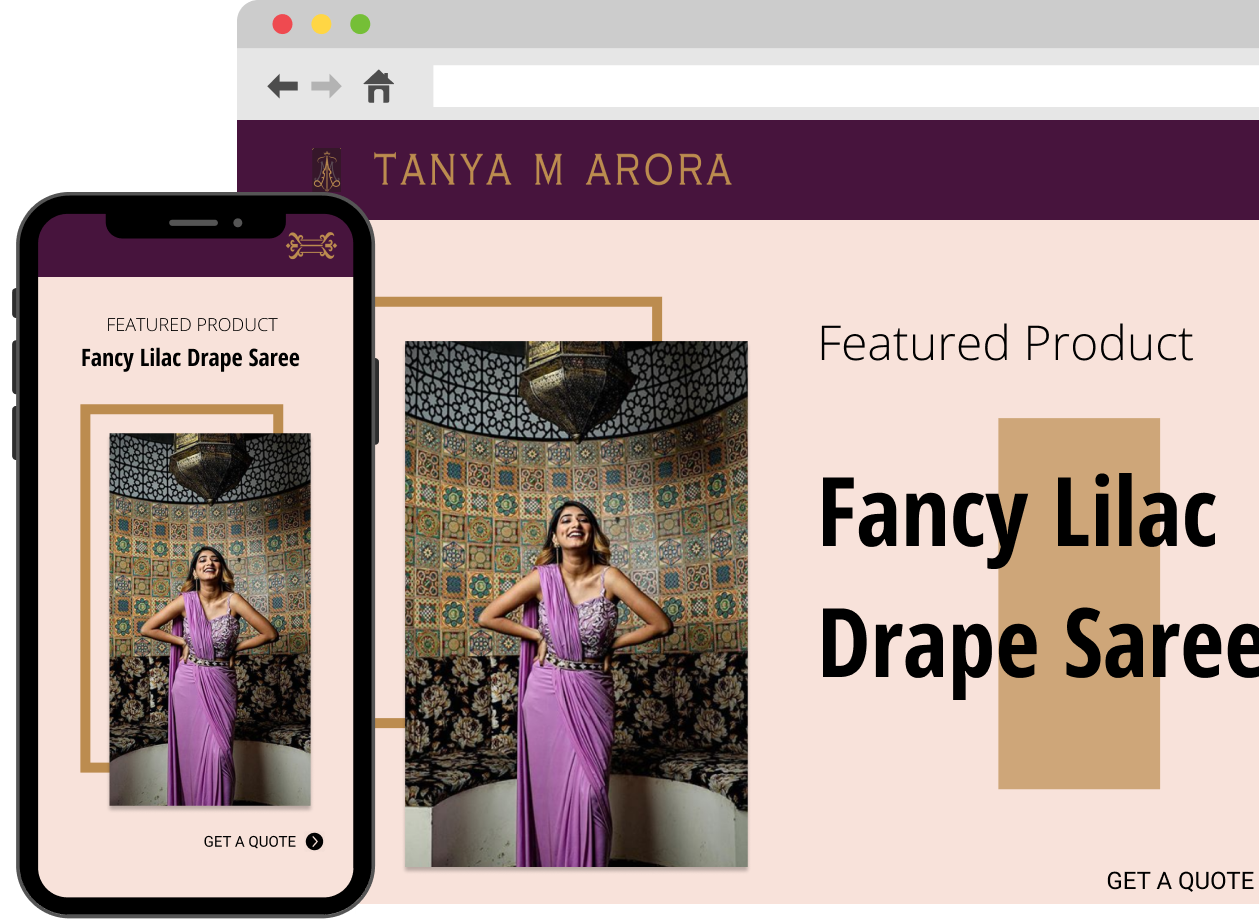 TANYA M ARORA
FEATURED PRODUCT
Fancy Lilac Drape Saree
GET A QUOTE
Featured Product
Fancy Lilac
Drape Saree
GET A QUOTE